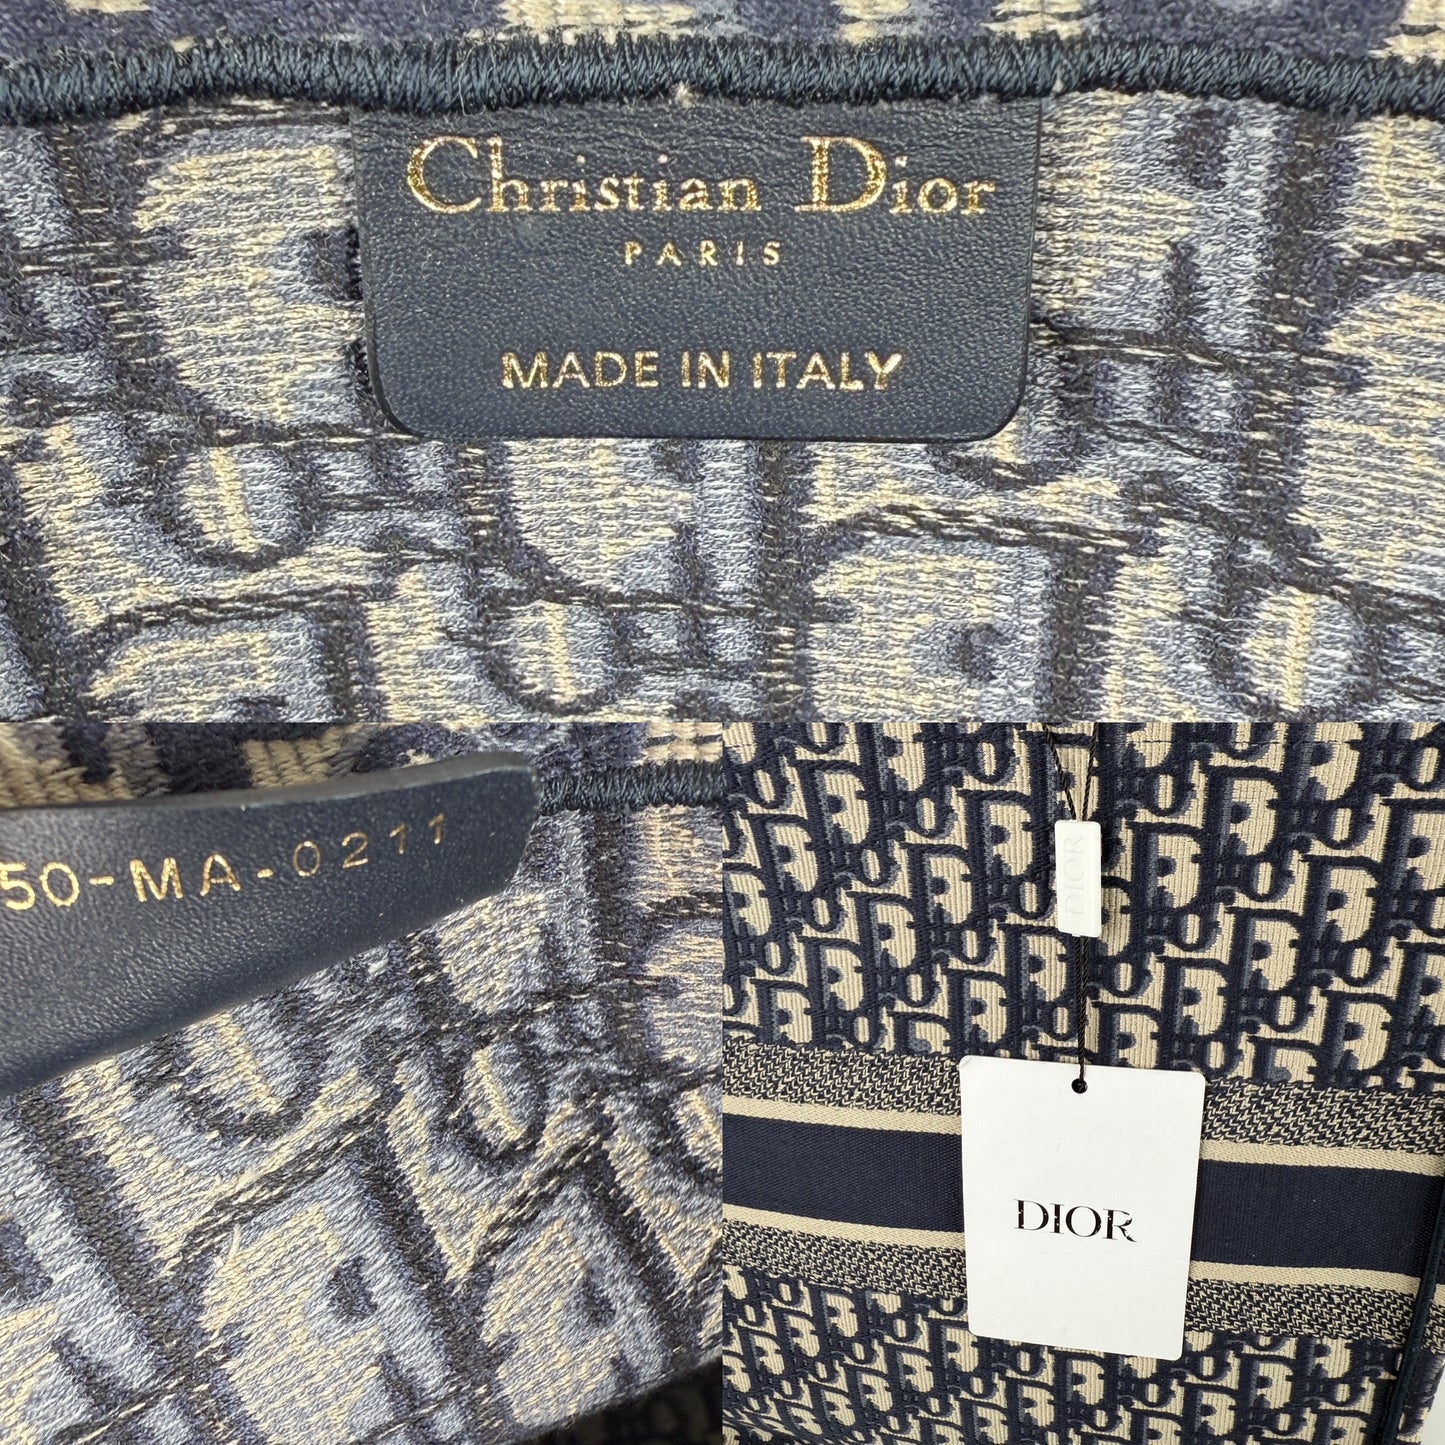 Christian Dior
PARIS
MADE IN ITALY
50-MA-0211
DIOR
DIOR